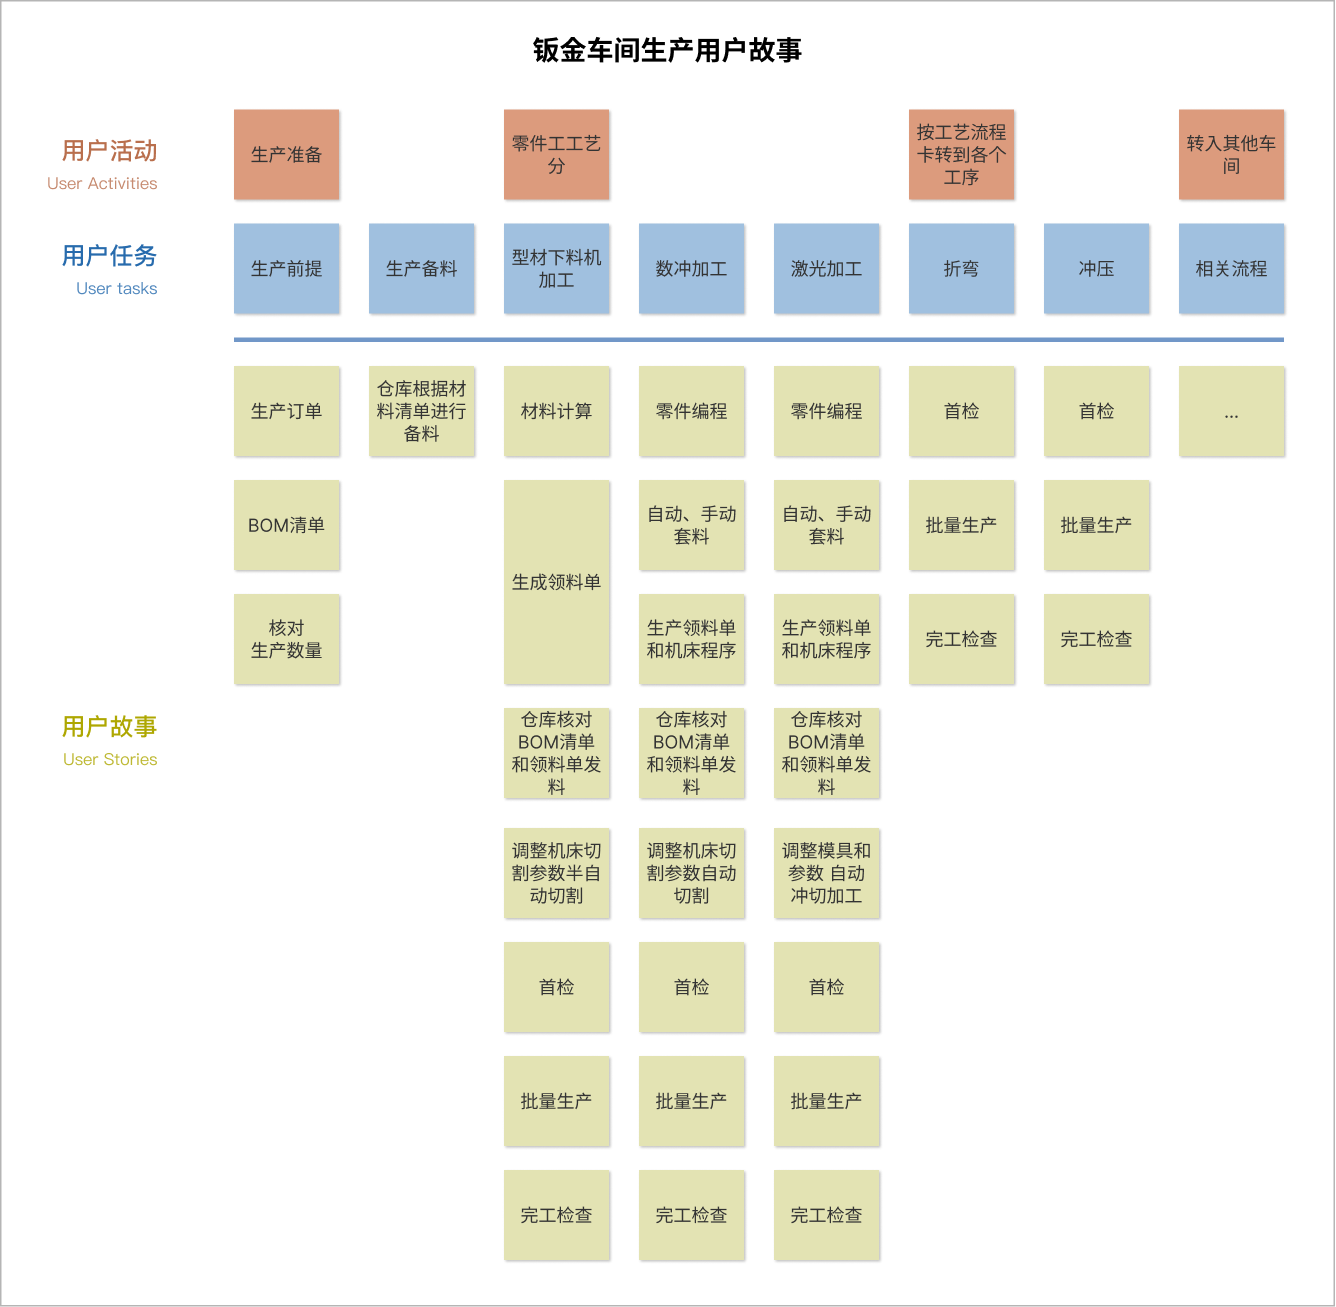 钣金车间生产用户故事
用户活动
User Activities
生产准备
零件工工艺
分
按工艺流程
卡转到各个
工序
转入其他车
间
用户任务
User tasks
生产前提
生产备料
型材下料机
加工
数冲加工
激光加工
折弯
冲压
相关流程
生产订单
仓库根据材
料清单进行
备料
材料计算
零件编程
零件编程
首检
首检
...
BOM清单
生成领料单
自动、手动
套料
自动、手动
套料
批量生产
批量生产
核对
生产数量
生产领料单
和机床程序
生产领料单
和机床程序
完工检查
完工检查
用户故事
User Stories
仓库核对
BOM清单
和领料单发
料
仓库核对
BOM清单
和领料单发
料
仓库核对
BOM清单
和领料单发
料
调整机床切
割参数半自
动切割
调整机床切
割参数自动
切割
调整模具和
参数 自动
冲切加工
首检
首检
首检
批量生产
批量生产
批量生产
完工检查
完工检查
完工检查